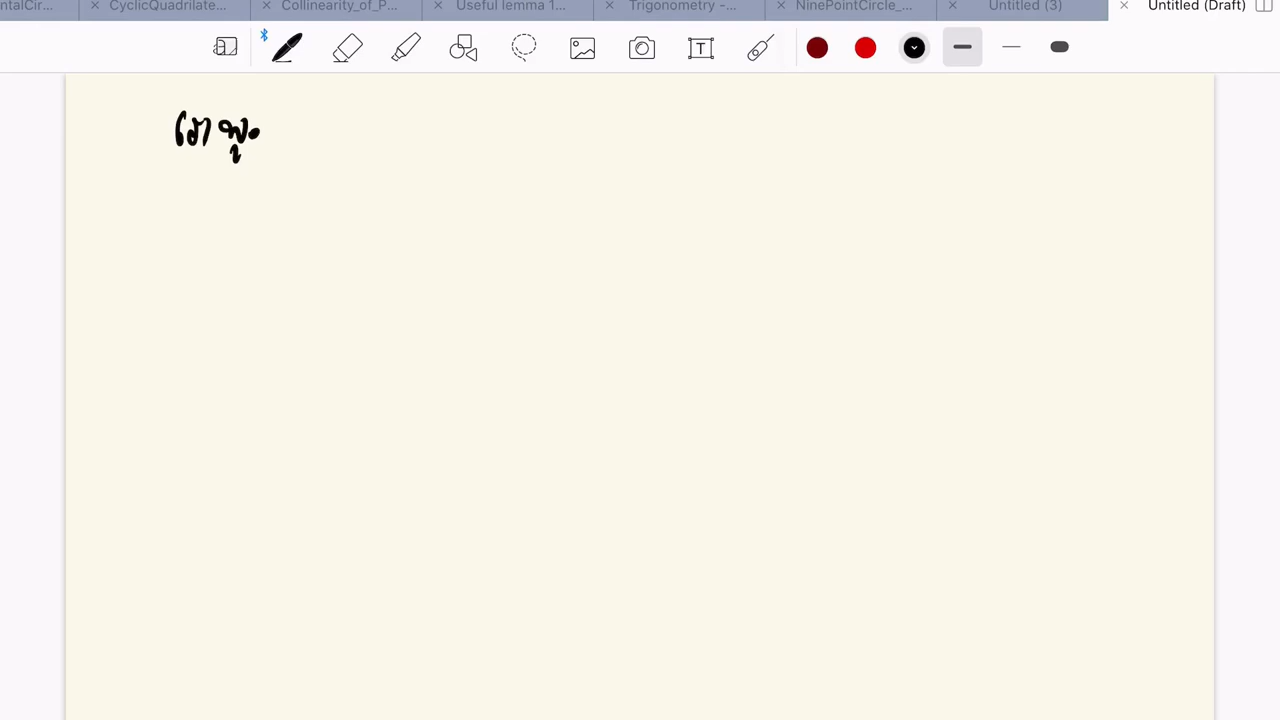 ntalCir...
CyclicQuadrilate...
Collinearity_of_P...
Useful lemma 1...
Trigonometry -...
NinePointCircle_...
Untitled (3)
Untitled (Draft)
T